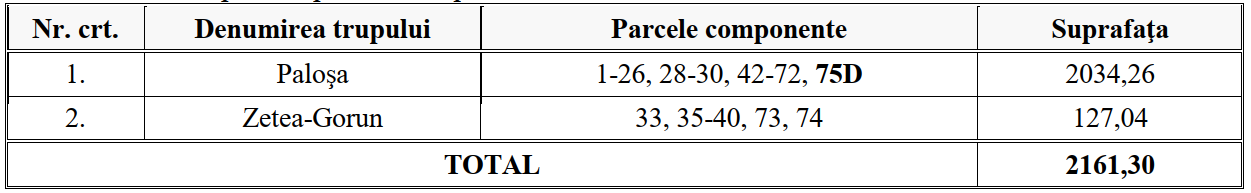 Nr. crt. Denumirea trupului Parcele componente Suprafaţa
1. Paloşa 1-26, 28-30, 42-72, 75D 2034,26
2. Zetea-Gorun 33, 35-40, 73, 74 127,04
TOTAL 2161,30